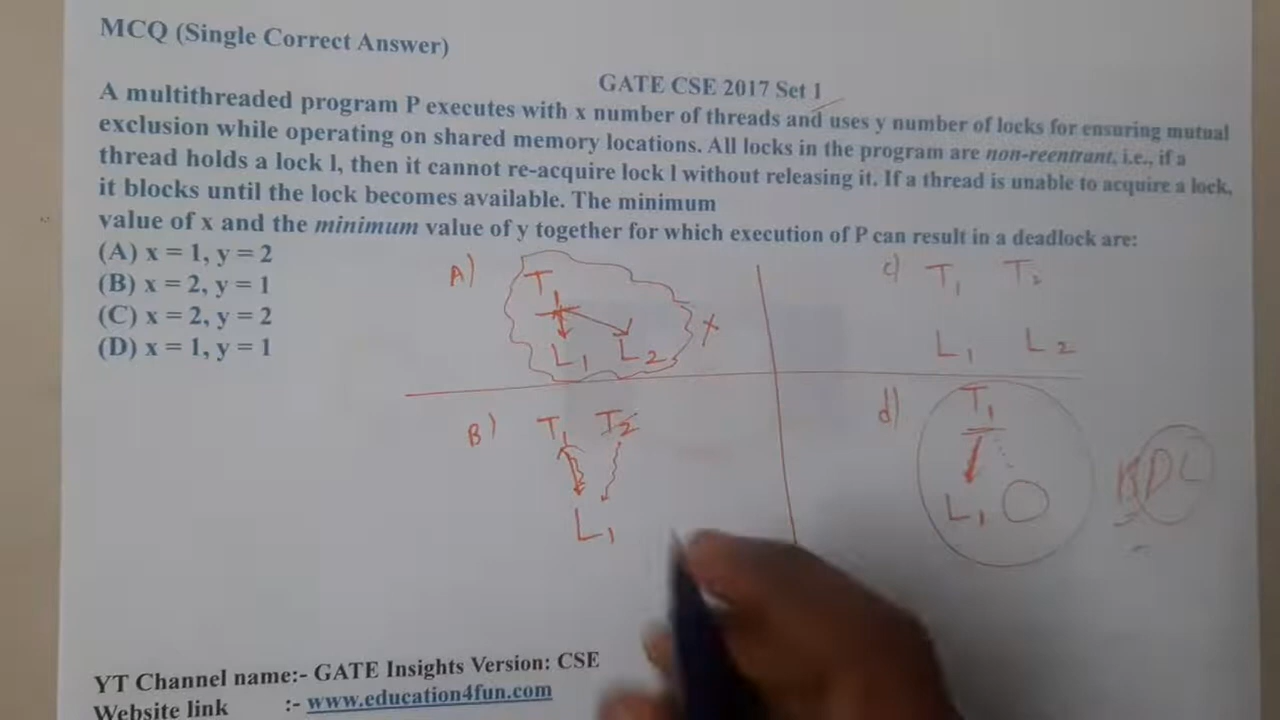 MCQ (Single Correct Answer)
GATE CSE 2017 Set 1
A multithreaded program P executes with x number of threads and uses y number of locks for ensuring mutual
exclusion while operating on shared memory locations. All locks in the program are non-reentrant, i.e., if a
thread holds a lock l, then it cannot re-acquire lock l without releasing it. If a thread is unable to acquire a lock,
it blocks until the lock becomes available. The minimum
value of x and the minimum value of y together for which execution of P can result in a deadlock are:
(A) x = 1, y = 2
(B) x = 2, y = 1
(C) x = 2, y = 2
(D) x = 1, y = 1
A)
T1
L1 L2
X
c)
T1 T2
L1 L2
B)
T1 T2
L1
d)
T1
L1
YT Channel name:- GATE Insights Version: CSE
Website link :- www.education4fun.com